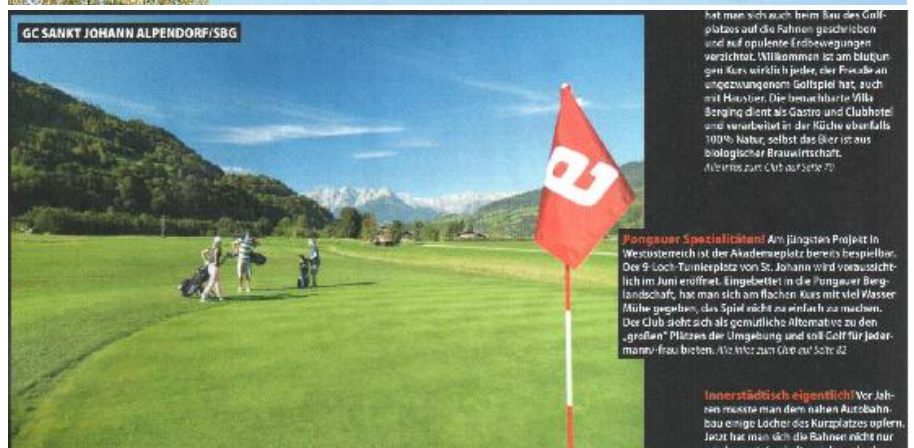 GC SANKT JOHANN ALPENDORF/SBG
hat man sich auch beim Bau des Golf-
platzes auf die Fahnen geschrieben
und auf opulente Erdbewegungen
verzichtet. Willkommen ist am blutjun-
gen Kurs wirklich jeder, der Freude an
ungezwungenem Golfspiel hat, auch
mit Haustier. Die benachbarte Villa
Berging dient als Gastro und Clubhotel
und verarbeitet in der Küche ebenfalls
100% Natur, selbst das Bier ist aus
biologischer Brauwirtschaft.
Alle Infos zum Club auf Seite 70
Pongauer Spezialitäten! Am jüngsten Projekt in
Westösterreich ist der Akademieplatz bereits bespielbar.
Der 9-Loch-Turnierplatz von St. Johann wird voraussicht-
lich im Juni eröffnet. Eingebettet in die Pongauer Berg-
landschaft, hat man sich am flachen Kurs mit viel Wasser
Mühe gegeben, das Spiel nicht zu einfach zu machen.
Der Club sieht sich als gemütliche Alternative zu den
„großen“ Plätzen der Umgebung und soll Golf für jeder-
mann/-frau bieten. Alle Infos zum Club auf Seite 82
Innerstädtisch eigentlich! Vor Jah-
ren musste man dem nahen Autobahn-
bau einige Löcher des Kurzplatzes opfern.
Jetzt hat man sich die Bahnen nicht nur